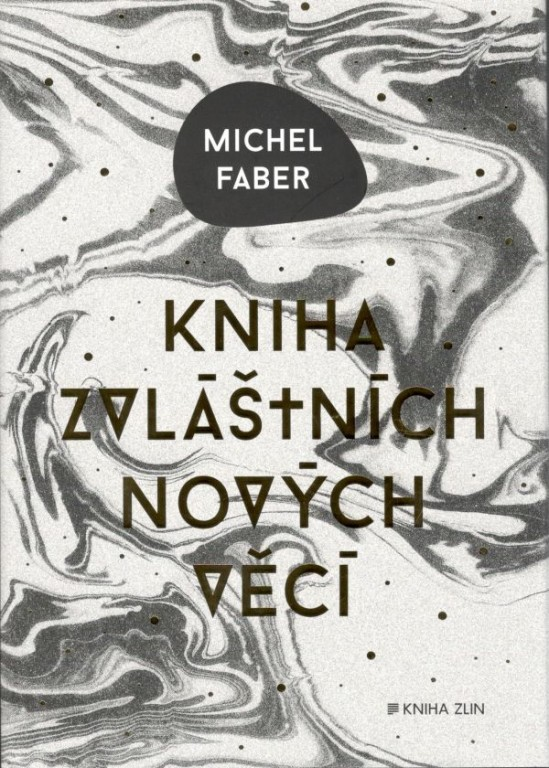 MICHEL
FABER
KNIHA
ZVLÁŠTNÍCH
NOVÝCH
VĚCÍ
KNIHA ZLIN